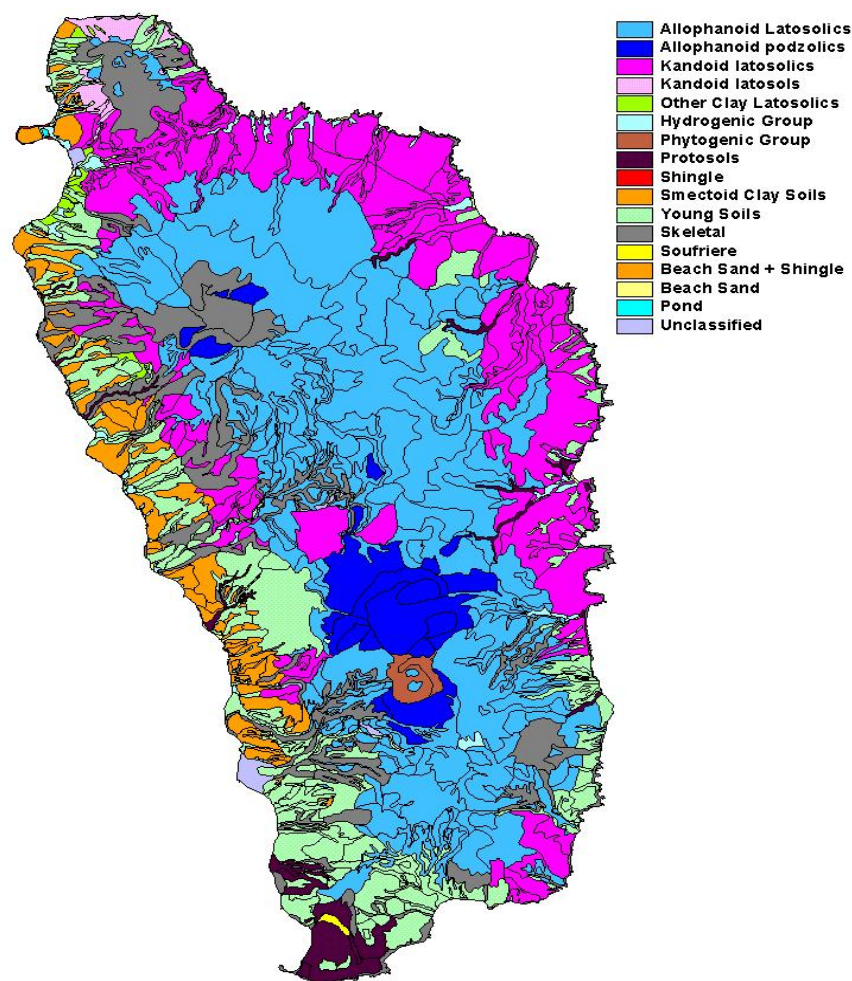 Allophanoid Latosolics
Allophanoid podzolics
Kandoid latosolics
Kandoid latosols
Other Clay Latosolics
Hydrogenic Group
Phytogenic Group
Protosols
Shingle
Smectoid Clay Soils
Young Soils
Skeletal
Soufriere
Beach Sand + Shingle
Beach Sand
Pond
Unclassified